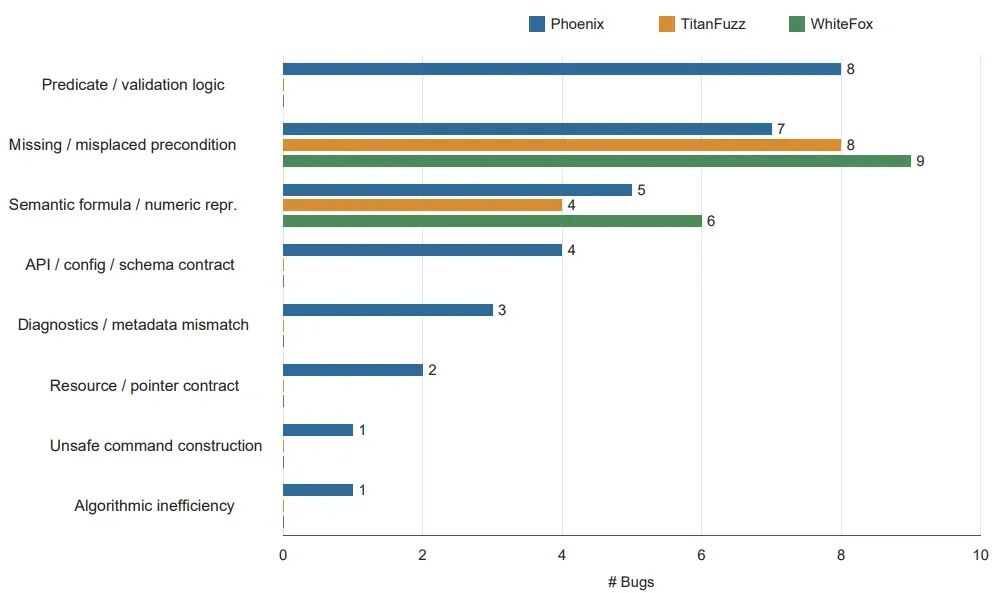 Phoenix TitanFuzz WhiteFox
Predicate / validation logic 8
Missing / misplaced precondition 7
8
9
Semantic formula / numeric repr. 5
4
6
API / config / schema contract 4
Diagnostics / metadata mismatch 3
Resource / pointer contract 2
Unsafe command construction 1
Algorithmic inefficiency 1
0 2 4 6 8 10
# Bugs